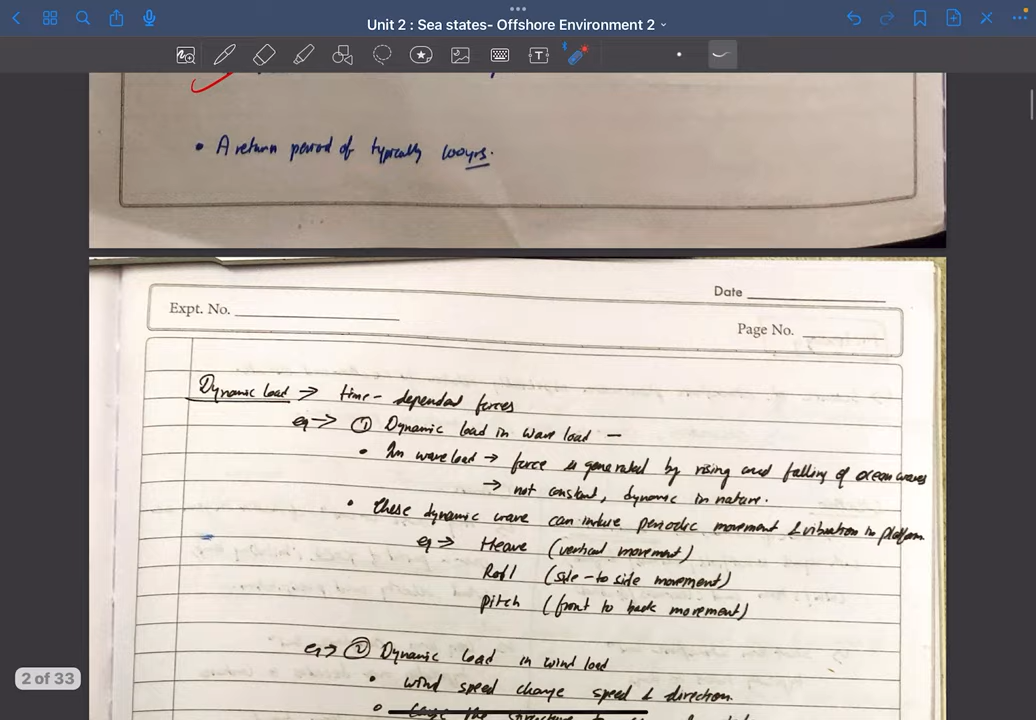 Unit 2 : Sea states- Offshore Environment 2
• A return period of typically 100yrs.
Date
Expt. No.
Page No.
Dynamic load → time - dependend forces
eg → ① Dynamic load in wave load —
• In wave load → force is generated by rising and falling of ocean waves
→ not constant, dynamic in nature.
• These dynamic wave can induce periodic movement & vibration in platform
eg → Heave (vertical movement)
Roll (side - to side movement)
pitch (front to back movement)
eg → ② Dynamic load in wind load
• wind speed change speed & direction.
• the structure to
2 of 33